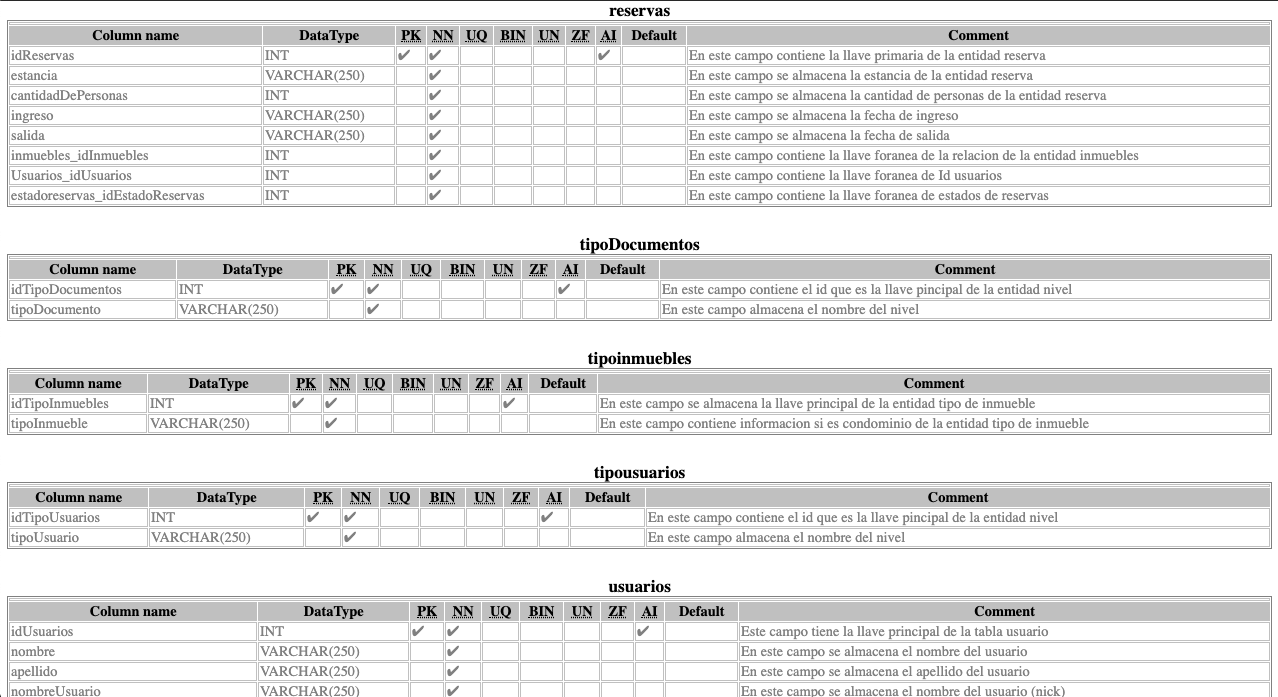 reservas
Column name DataType PK NN UQ BIN UN ZF AI Default Comment
idReservas INT ✔ ✔ ✔ En este campo contiene la llave primaria de la entidad reserva
estancia VARCHAR(250) ✔ En este campo se almacena la estancia de la entidad reserva
cantidadDePersonas INT ✔ En este campo se almacena la cantidad de personas de la entidad reserva
ingreso VARCHAR(250) ✔ En este campo se almacena la fecha de ingreso
salida VARCHAR(250) ✔ En este campo se almacena la fecha de salida
inmuebles_idInmuebles INT ✔ En este campo contiene la llave foranea de la relacion de la entidad inmuebles
Usuarios_idUsuarios INT ✔ En este campo contiene la llave foranea de Id usuarios
estadoreservas_idEstadoReservas INT ✔ En este campo contiene la llave foranea de estados de reservas
tipoDocumentos
Column name DataType PK NN UQ BIN UN ZF AI Default Comment
idTipoDocumentos INT ✔ ✔ ✔ En este campo contiene el id que es la llave pincipal de la entidad nivel
tipoDocumento VARCHAR(250) ✔ En este campo almacena el nombre del nivel
tipoinmuebles
Column name DataType PK NN UQ BIN UN ZF AI Default Comment
idTipoInmuebles INT ✔ ✔ ✔ En este campo se almacena la llave principal de la entidad tipo de inmueble
tipoInmueble VARCHAR(250) ✔ En este campo contiene informacion si es condominio de la entidad tipo de inmueble
tipousuarios
Column name DataType PK NN UQ BIN UN ZF AI Default Comment
idTipoUsuarios INT ✔ ✔ ✔ En este campo contiene el id que es la llave pincipal de la entidad nivel
tipoUsuario VARCHAR(250) ✔ En este campo almacena el nombre del nivel
usuarios
Column name DataType PK NN UQ BIN UN ZF AI Default Comment
idUsuarios INT ✔ ✔ ✔ Este campo tiene la llave principal de la tabla usuario
nombre VARCHAR(250) ✔ En este campo se almacena el nombre del usuario
apellido VARCHAR(250) ✔ En este campo se almacena el apellido del usuario
nombreUsuario VARCHAR(250) ✔ En este campo se almacena el nombre del usuario (nick)